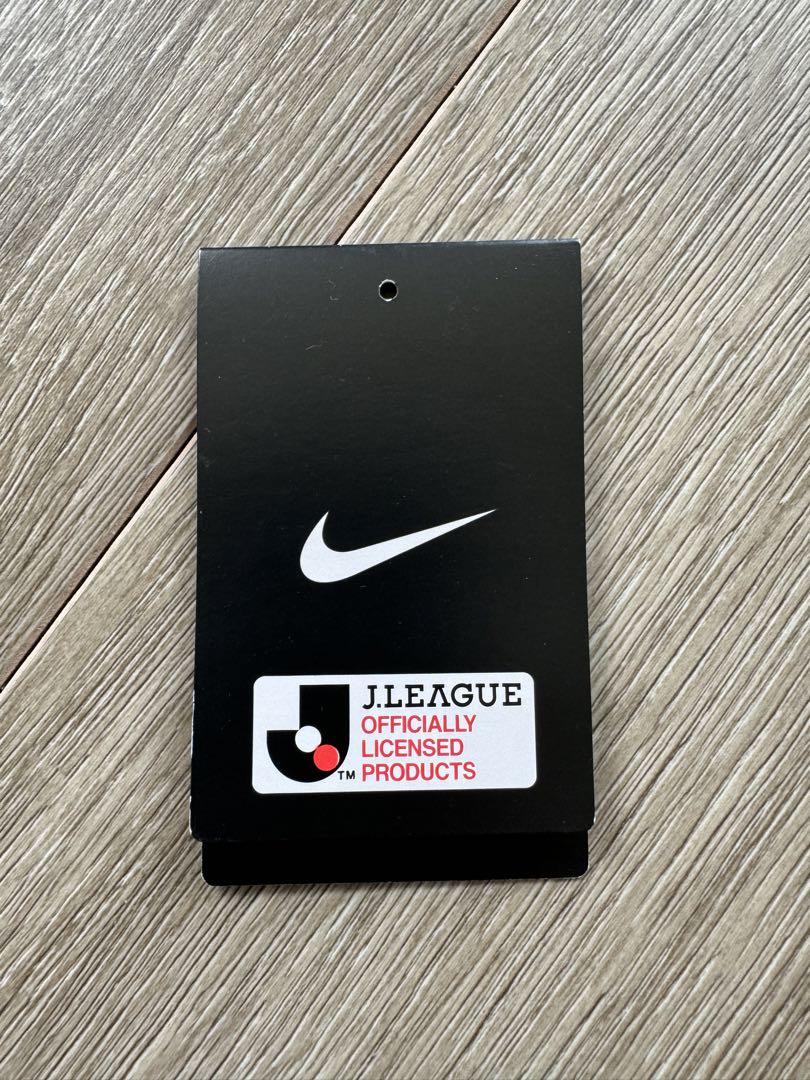 J.LEAGUE
OFFICIALLY
LICENSED
TM PRODUCTS